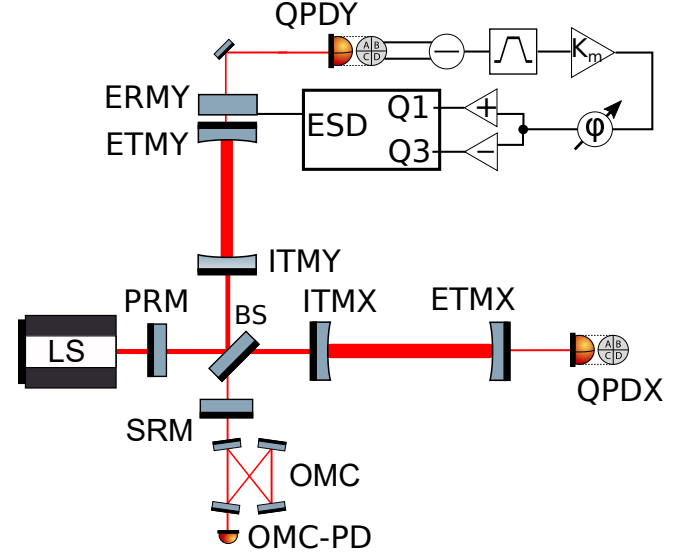 QPDY
A B
C D
−
K m
ERMY
ESD
Q1
+
φ
ETMY
Q3
−
ITMY
PRM
ITMX
ETMX
BS
LS
A B
C D
QPDX
SRM
OMC
OMC-PD